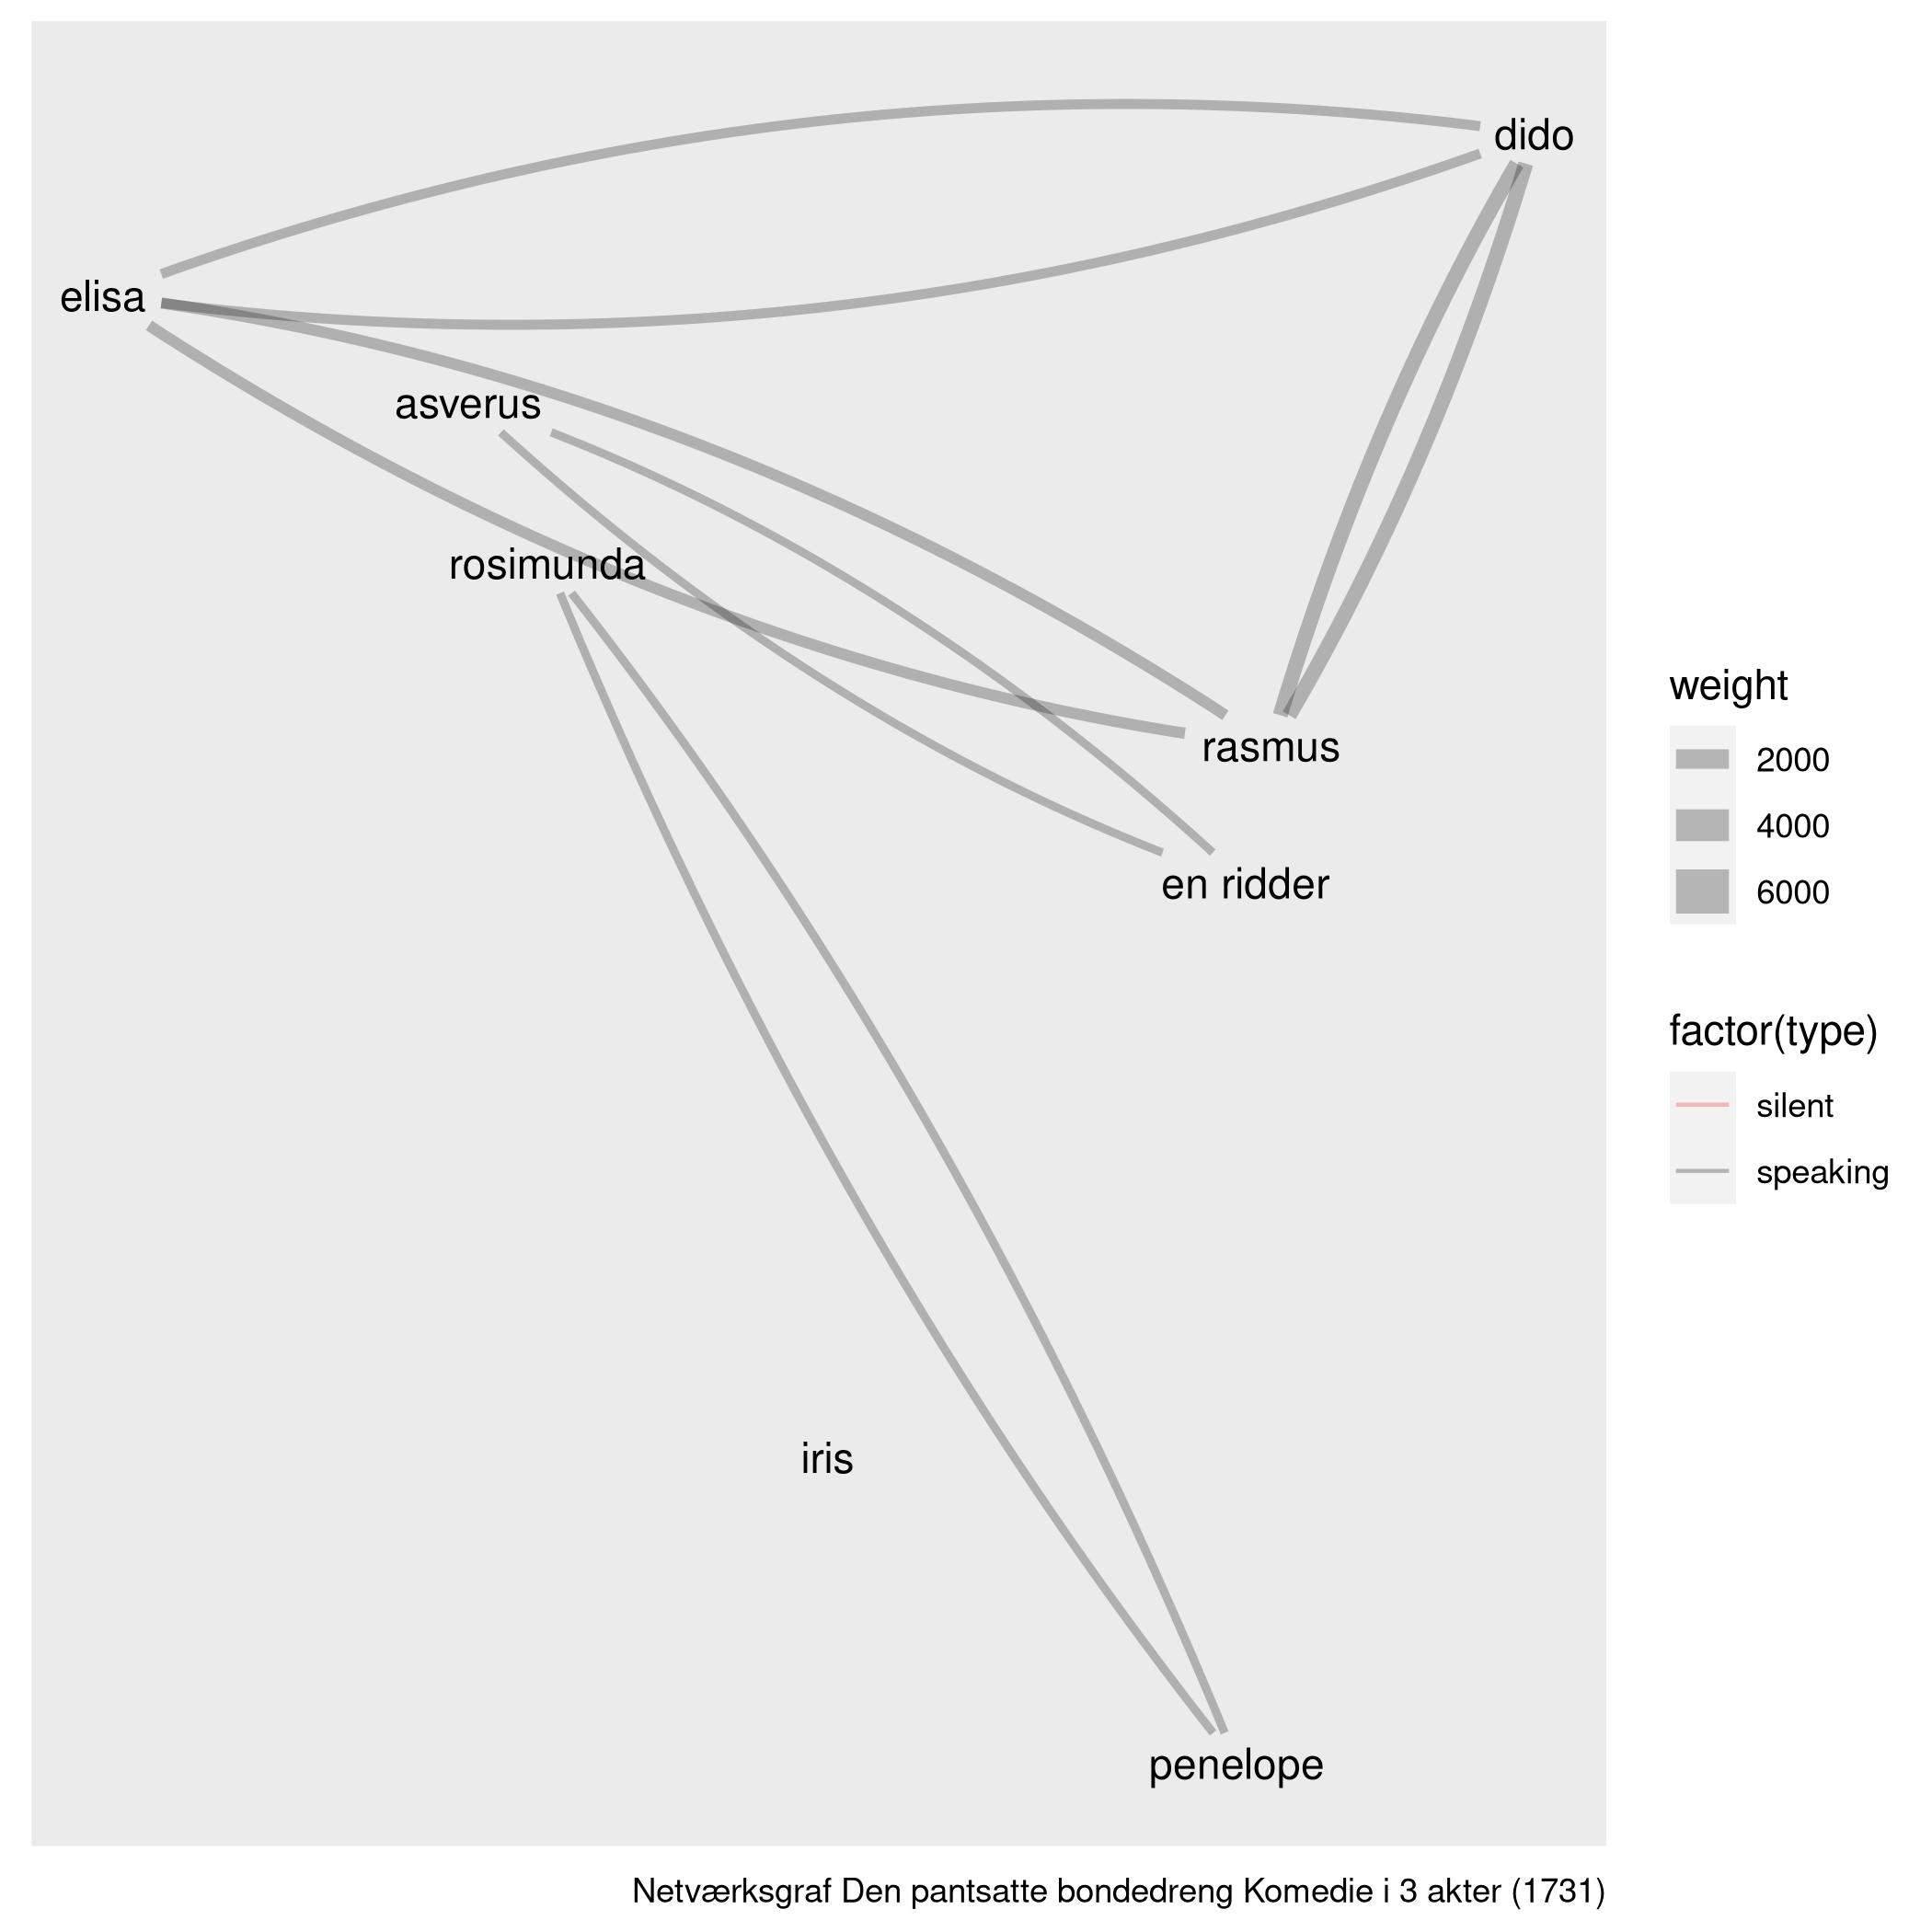 dido
elisa
asverus
rosimunda
rasmus
en ridder
iris
penelope
weight
2000
4000
6000
factor(type)
silent
speaking
Netværksgraf Den pantsatte bondedreng Komedie i 3 akter (1731)